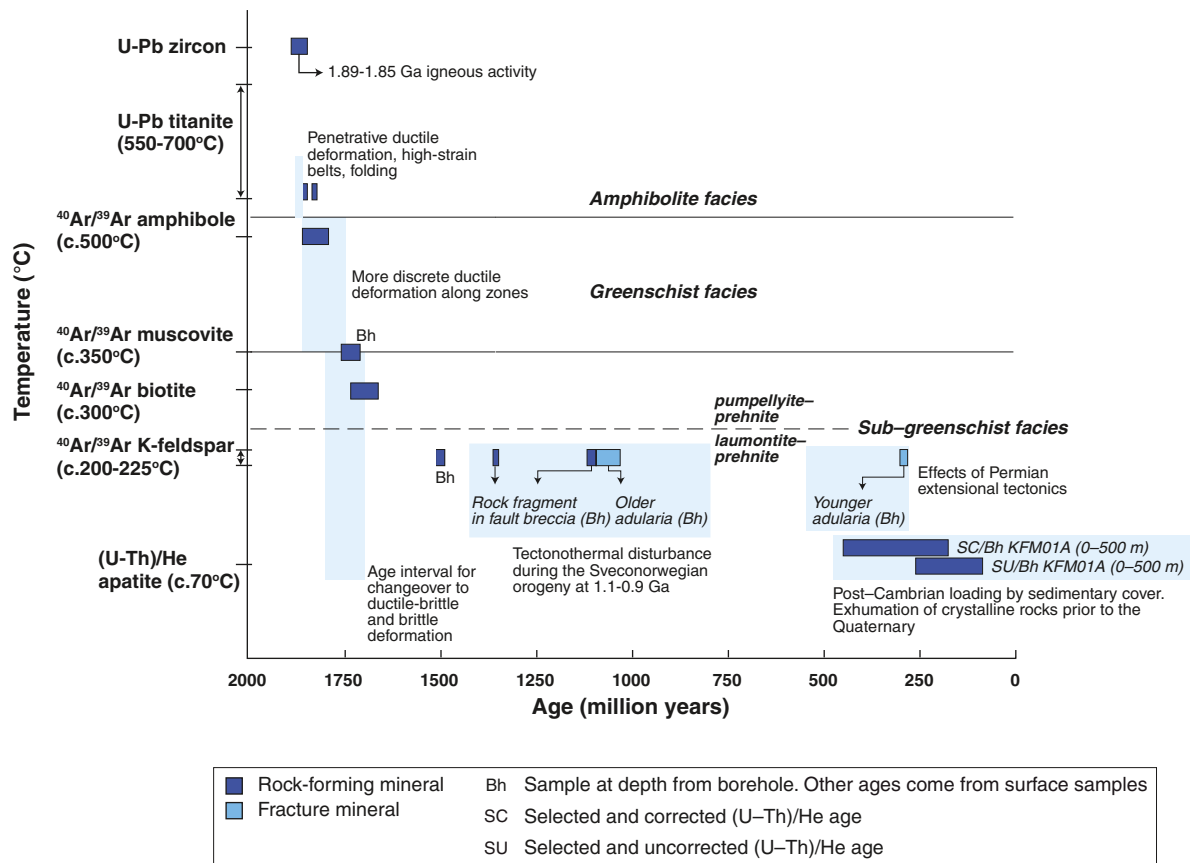 U-Pb zircon
1.89-1.85 Ga igneous activity
U-Pb titanite
(550-700ºC)
Penetrative ductile
deformation, high-strain
belts, folding
Amphibolite facies
⁴⁰Ar/³⁹Ar amphibole
(c.500ºC)
More discrete ductile
deformation along zones
Greenschist facies
Temperature (°C)
⁴⁰Ar/³⁹Ar muscovite
(c.350ºC)
Bh
⁴⁰Ar/³⁹Ar biotite
(c.300ºC)
pumpellyite–
prehnite
Sub–greenschist facies
laumontite–
prehnite
⁴⁰Ar/³⁹Ar K-feldspar
(c.200-225ºC)
Bh
Rock fragment
in fault breccia (Bh)
Older
adularia (Bh)
Younger
adularia (Bh)
Effects of Permian
extensional tectonics
(U-Th)/He
apatite (c.70ºC)
Age interval for
changeover to
ductile-brittle
and brittle
deformation
Tectonothermal disturbance
during the Sveconorwegian
orogeny at 1.1-0.9 Ga
SC/Bh KFM01A (0–500 m)
SU/Bh KFM01A (0–500 m)
Post–Cambrian loading by sedimentary cover.
Exhumation of crystalline rocks prior to the
Quaternary
2000 1750 1500 1250 1000 750 500 250 0
Age (million years)
Rock-forming mineral
Fracture mineral
Bh Sample at depth from borehole. Other ages come from surface samples
SC Selected and corrected (U–Th)/He age
SU Selected and uncorrected (U–Th)/He age